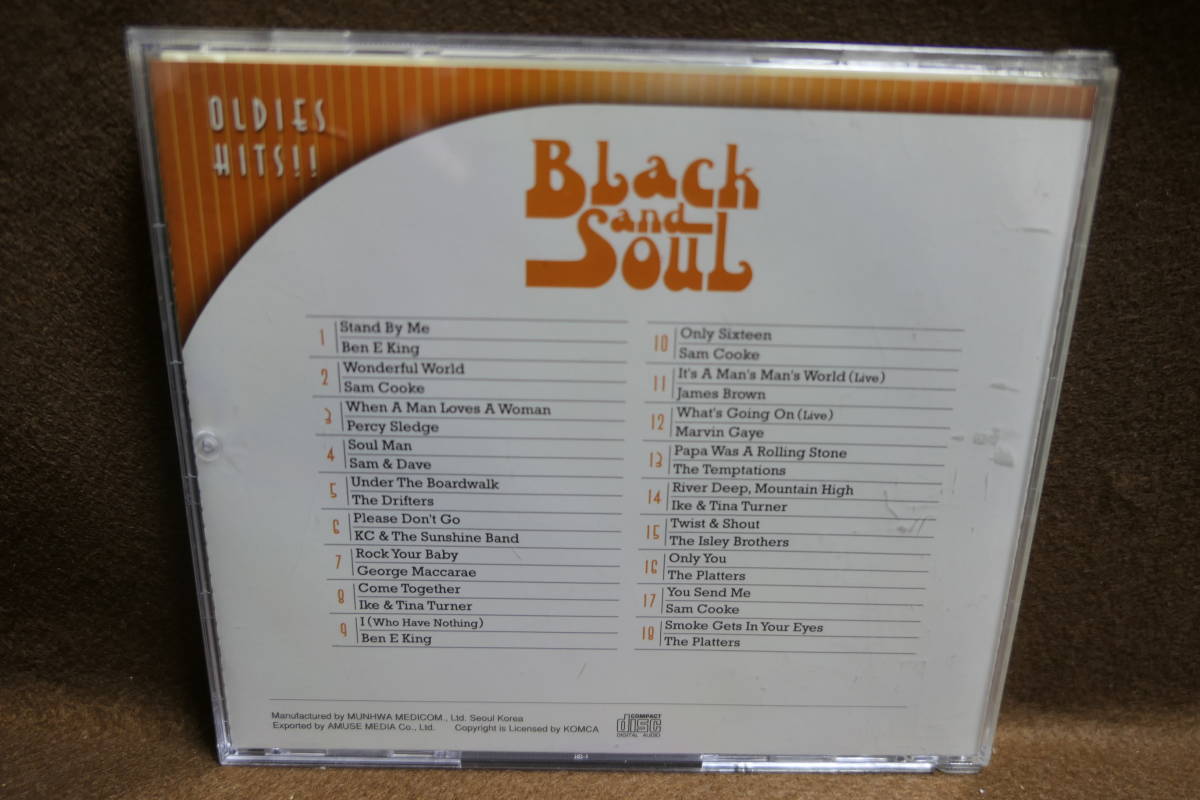 OLDIES
HITS!!
Black
and
Soul
1 Stand By Me
Ben E King
2 Wonderful World
Sam Cooke
3 When A Man Loves A Woman
Percy Sledge
4 Soul Man
Sam & Dave
5 Under The Boardwalk
The Drifters
6 Please Don't Go
KC & The Sunshine Band
7 Rock Your Baby
George Maccarae
8 Come Together
Ike & Tina Turner
9 I (Who Have Nothing)
Ben E King
10 Only Sixteen
Sam Cooke
11 It's A Man's Man's World (Live)
James Brown
12 What's Going On (Live)
Marvin Gaye
13 Papa Was A Rolling Stone
The Temptations
14 River Deep, Mountain High
Ike & Tina Turner
15 Twist & Shout
The Isley Brothers
16 Only You
The Platters
17 You Send Me
Sam Cooke
18 Smoke Gets In Your Eyes
The Platters
Manufactured by MUNHWA MEDICOM., Ltd. Seoul Korea
Exported by AMUSE MEDIA Co., Ltd. Copyright is Licensed by KOMCA
COMPACT
disc
DIGITAL AUDIO